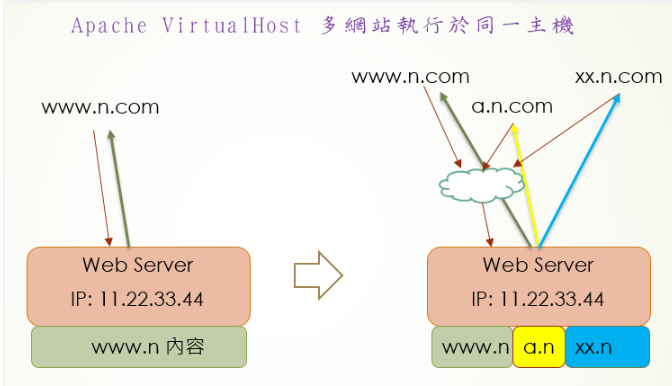 Apache VirtualHost 多網站執行於同一主機
www.n.com
www.n.com
a.n.com
xx.n.com
Web Server
IP: 11.22.33.44
www.n 內容
Web Server
IP: 11.22.33.44
www.n
a.n
xx.n